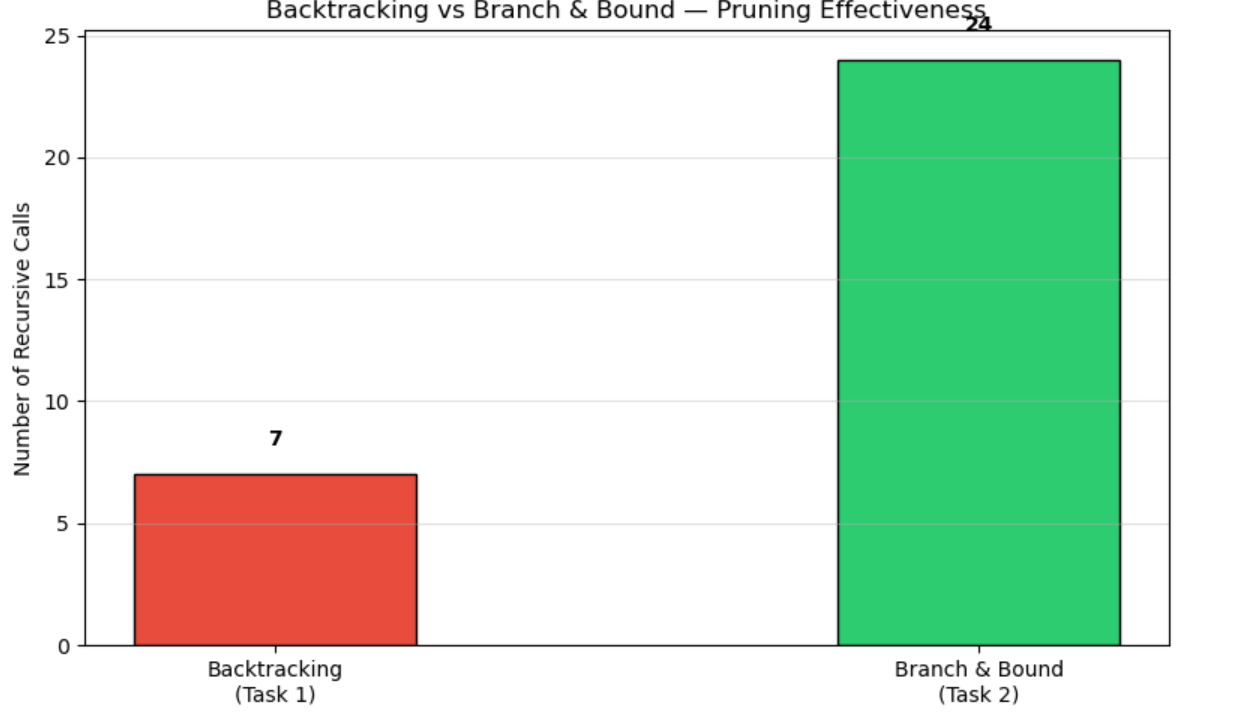 Backtracking vs Branch & Bound — Pruning Effectiveness
24
25
20
15
10
5
0
Number of Recursive Calls
7
Backtracking
(Task 1)
Branch & Bound
(Task 2)